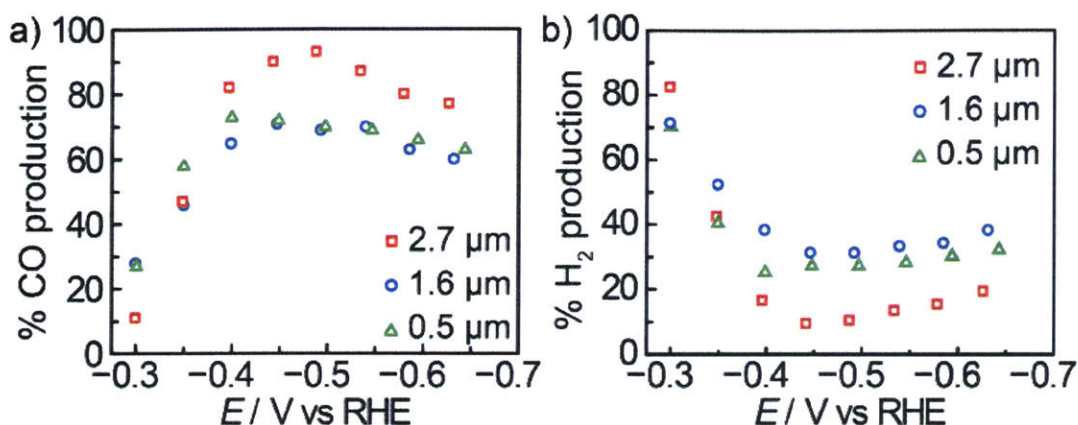 a)
% CO production
100
80
60
40
20
0
−0.3 −0.4 −0.5 −0.6 −0.7
E / V vs RHE
2.7 µm
1.6 µm
0.5 µm
b)
% H₂ production
100
80
60
40
20
0
−0.3 −0.4 −0.5 −0.6 −0.7
E / V vs RHE
2.7 µm
1.6 µm
0.5 µm